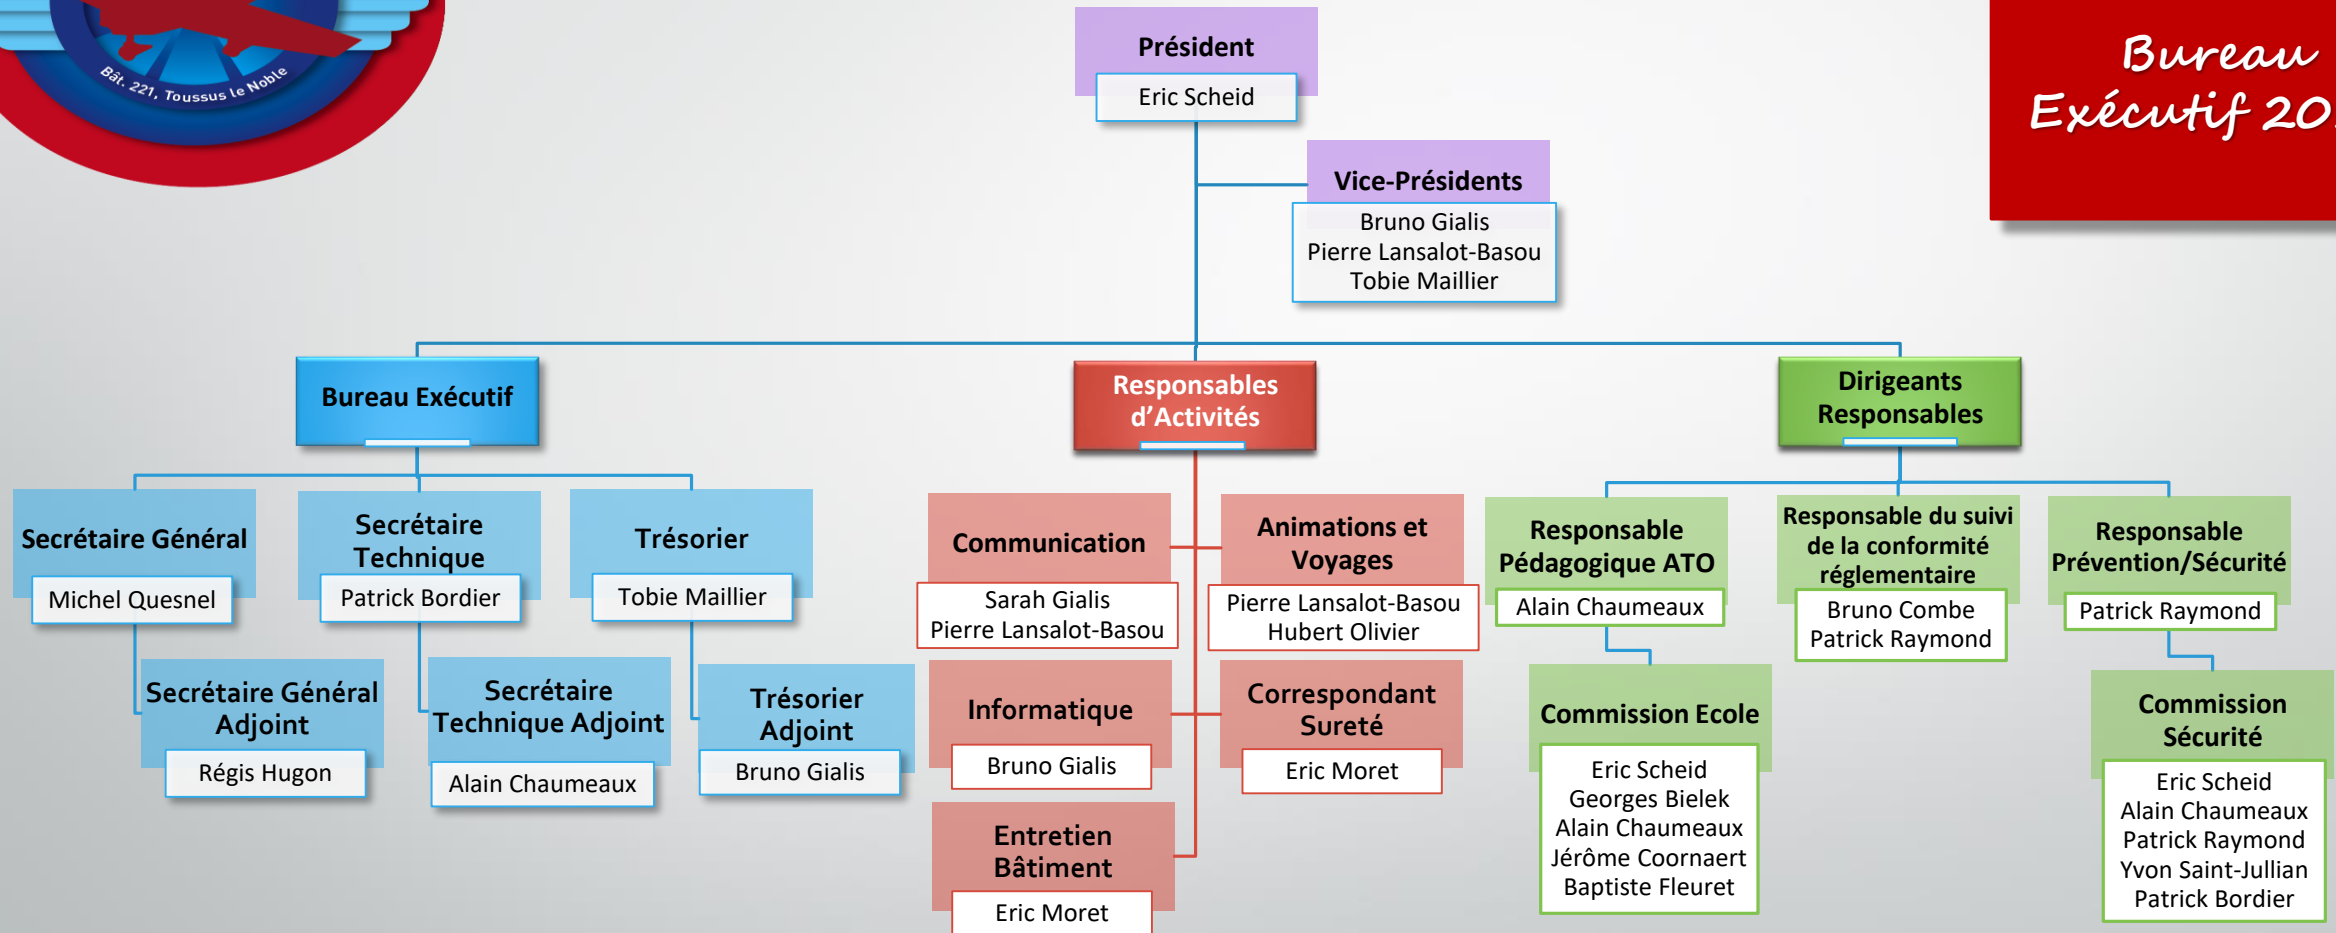 Bât. 221, Toussus le Noble
Bureau
Exécutif
Président
Eric Scheid
Vice-Présidents
Bruno Gialis
Pierre Lansalot-Basou
Tobie Maillier
Bureau Exécutif
Responsables
d’Activités
Dirigeants
Responsables
Secrétaire Général
Michel Quesnel
Secrétaire
Technique
Patrick Bordier
Trésorier
Tobie Maillier
Secrétaire Général
Adjoint
Régis Hugon
Secrétaire
Technique Adjoint
Alain Chaumeaux
Trésorier
Adjoint
Bruno Gialis
Communication
Sarah Gialis
Pierre Lansalot-Basou
Animations et
Voyages
Pierre Lansalot-Basou
Hubert Olivier
Informatique
Bruno Gialis
Correspondant
Sureté
Eric Moret
Entretien
Bâtiment
Eric Moret
Responsable
Pédagogique ATO
Alain Chaumeaux
Responsable du suivi
de la conformité
réglementaire
Bruno Combe
Patrick Raymond
Responsable
Prévention/Sécurité
Patrick Raymond
Commission Ecole
Eric Scheid
Georges Bielek
Alain Chaumeaux
Jérôme Coornaert
Baptiste Fleuret
Commission
Sécurité
Eric Scheid
Alain Chaumeaux
Patrick Raymond
Yvon Saint-Jullian
Patrick Bordier